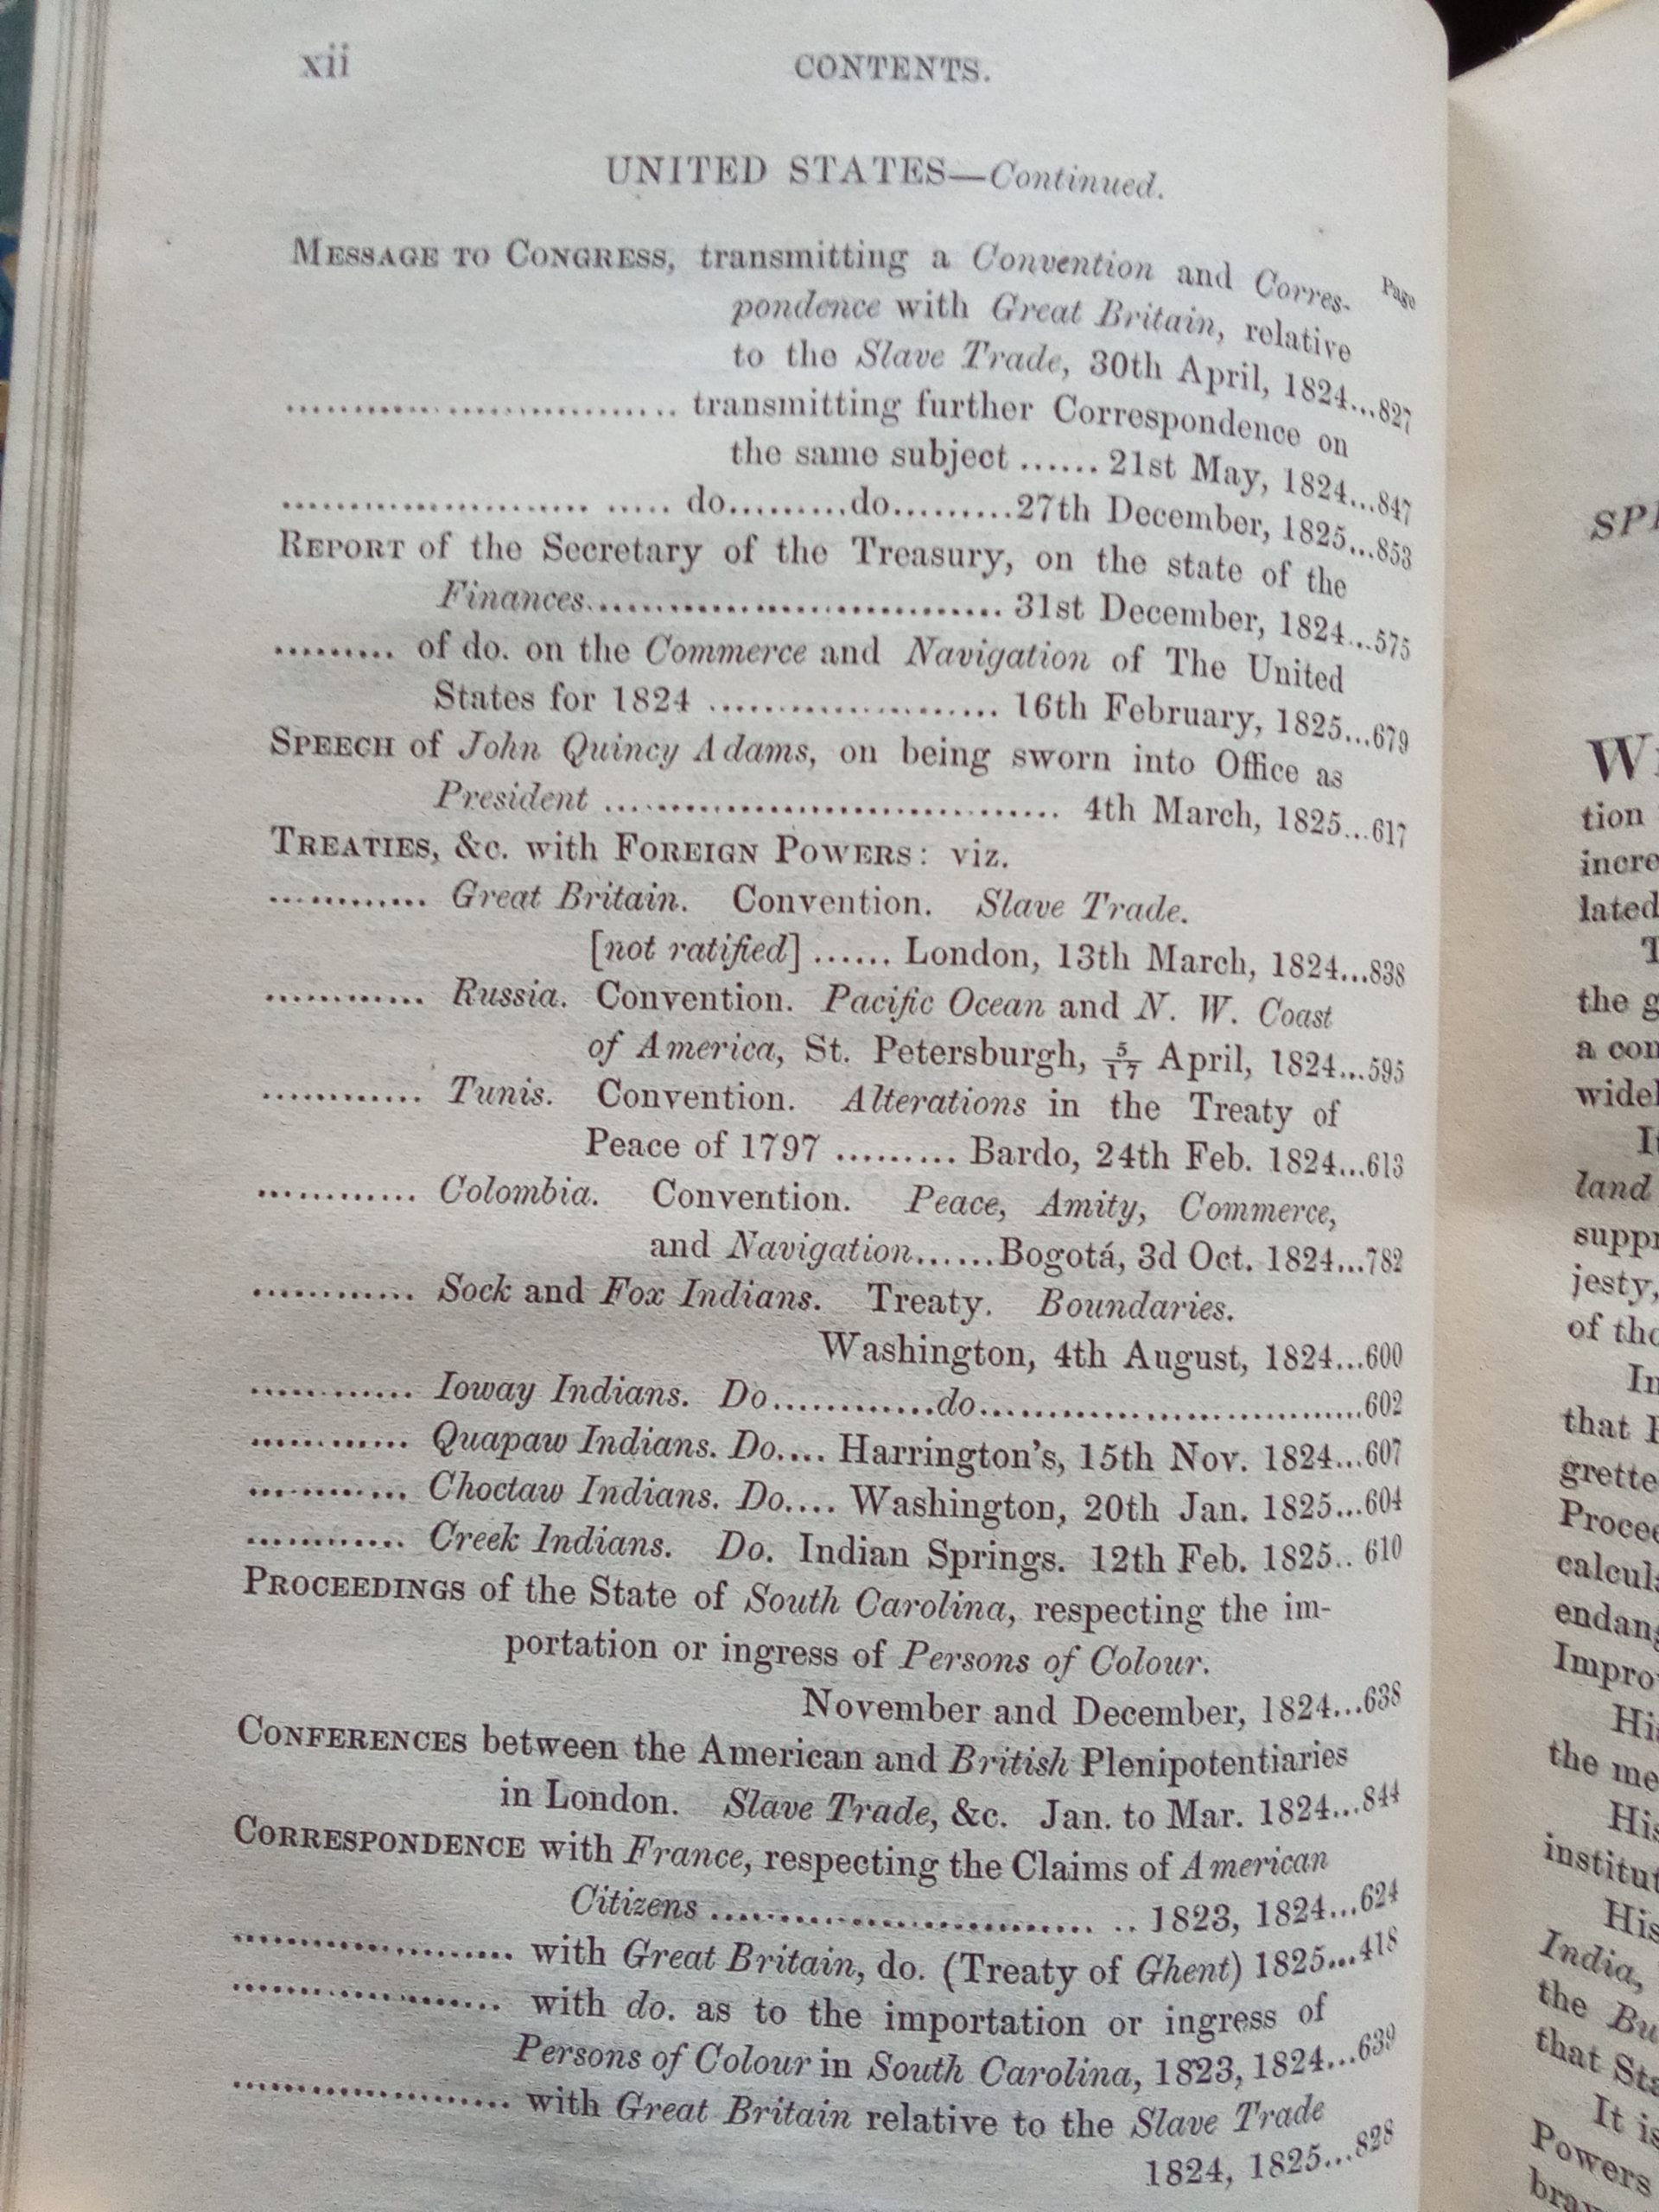 xii CONTENTS.
UNITED STATES—Continued.
Page
MESSAGE TO CONGRESS, transmitting a Convention and Corres-
pondence with Great Britain, relative
to the Slave Trade, 30th April, 1824...827
.............................. transmitting further Correspondence on
the same subject ...... 21st May, 1824...847
....................... ..... do.........do.........27th December, 1825...853
REPORT of the Secretary of the Treasury, on the state of the
Finances................................ 31st December, 1824...575
......... of do. on the Commerce and Navigation of The United
States for 1824 ...................... 16th February, 1825...679
SPEECH of John Quincy Adams, on being sworn into Office as
President .................................. 4th March, 1825...617
TREATIES, &c. with FOREIGN POWERS: viz.
............ Great Britain. Convention. Slave Trade.
[not ratified] ...... London, 13th March, 1824...838
............ Russia. Convention. Pacific Ocean and N. W. Coast
of America, St. Petersburgh, 5/17 April, 1824...595
............ Tunis. Convention. Alterations in the Treaty of
Peace of 1797 ......... Bardo, 24th Feb. 1824...613
............ Colombia. Convention. Peace, Amity, Commerce,
and Navigation......Bogotá, 3d Oct. 1824...782
............ Sock and Fox Indians. Treaty. Boundaries.
Washington, 4th August, 1824...600
............ Ioway Indians. Do............do.............................602
............ Quapaw Indians. Do.... Harrington's, 15th Nov. 1824...607
............ Choctaw Indians. Do.... Washington, 20th Jan. 1825...604
............ Creek Indians. Do. Indian Springs. 12th Feb. 1825.. 610
PROCEEDINGS of the State of South Carolina, respecting the im-
portation or ingress of Persons of Colour.
November and December, 1824...638
CONFERENCES between the American and British Plenipotentiaries
in London. Slave Trade, &c. Jan. to Mar. 1824...844
CORRESPONDENCE with France, respecting the Claims of American
Citizens ............................. .. 1823, 1824...624
..................... with Great Britain, do. (Treaty of Ghent) 1825...418
.................... with do. as to the importation or ingress of
Persons of Colour in South Carolina, 1823, 1824...639
..................... with Great Britain relative to the Slave Trade
1824, 1825...828
tion
incre
lated
the g
a con
widel
land
suppr
jesty,
of the
In
that
grette
Procee
calcul
endang
Impro
His
the me
His
institut
His
India,
the Bu
that Sta
It is
Powers